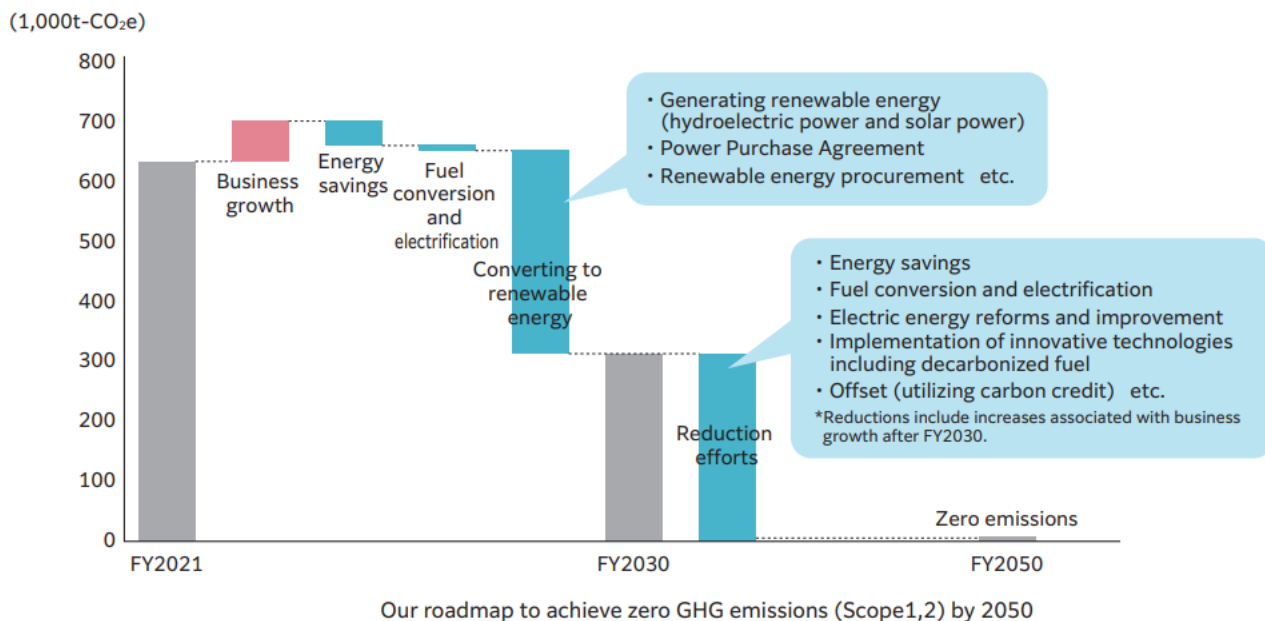 (1,000t-CO₂e)
800
700
600
500
400
300
200
100
0
Business
growth
Energy
savings
Fuel
conversion
and
electrification
Converting to
renewable
energy
・Generating renewable energy
(hydroelectric power and solar power)
・Power Purchase Agreement
・Renewable energy procurement etc.
Reduction
efforts
・Energy savings
・Fuel conversion and electrification
・Electric energy reforms and improvement
・Implementation of innovative technologies
including decarbonized fuel
・Offset (utilizing carbon credit) etc.
*Reductions include increases associated with business
growth after FY2030.
Zero emissions
FY2021
FY2030
FY2050
Our roadmap to achieve zero GHG emissions (Scope1,2) by 2050